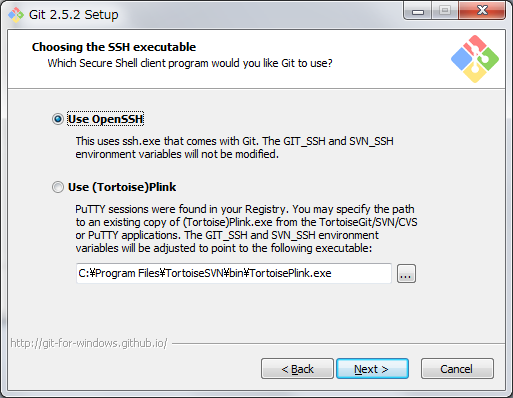 Git 2.5.2 Setup
Choosing the SSH executable
Which Secure Shell client program would you like Git to use?
Use OpenSSH
This uses ssh.exe that comes with Git. The GIT_SSH and SVN_SSH
environment variables will not be modified.
Use (Tortoise)Plink
PuTTY sessions were found in your Registry. You may specify the path
to an existing copy of (Tortoise)Plink.exe from the TortoiseGit/SVN/CVS
or PuTTY applications. The GIT_SSH and SVN_SSH environment
variables will be adjusted to point to the following executable:
C:¥Program Files¥TortoiseSVN¥bin¥TortoisePlink.exe
...
http://git-for-windows.github.io/
< Back
Next >
Cancel